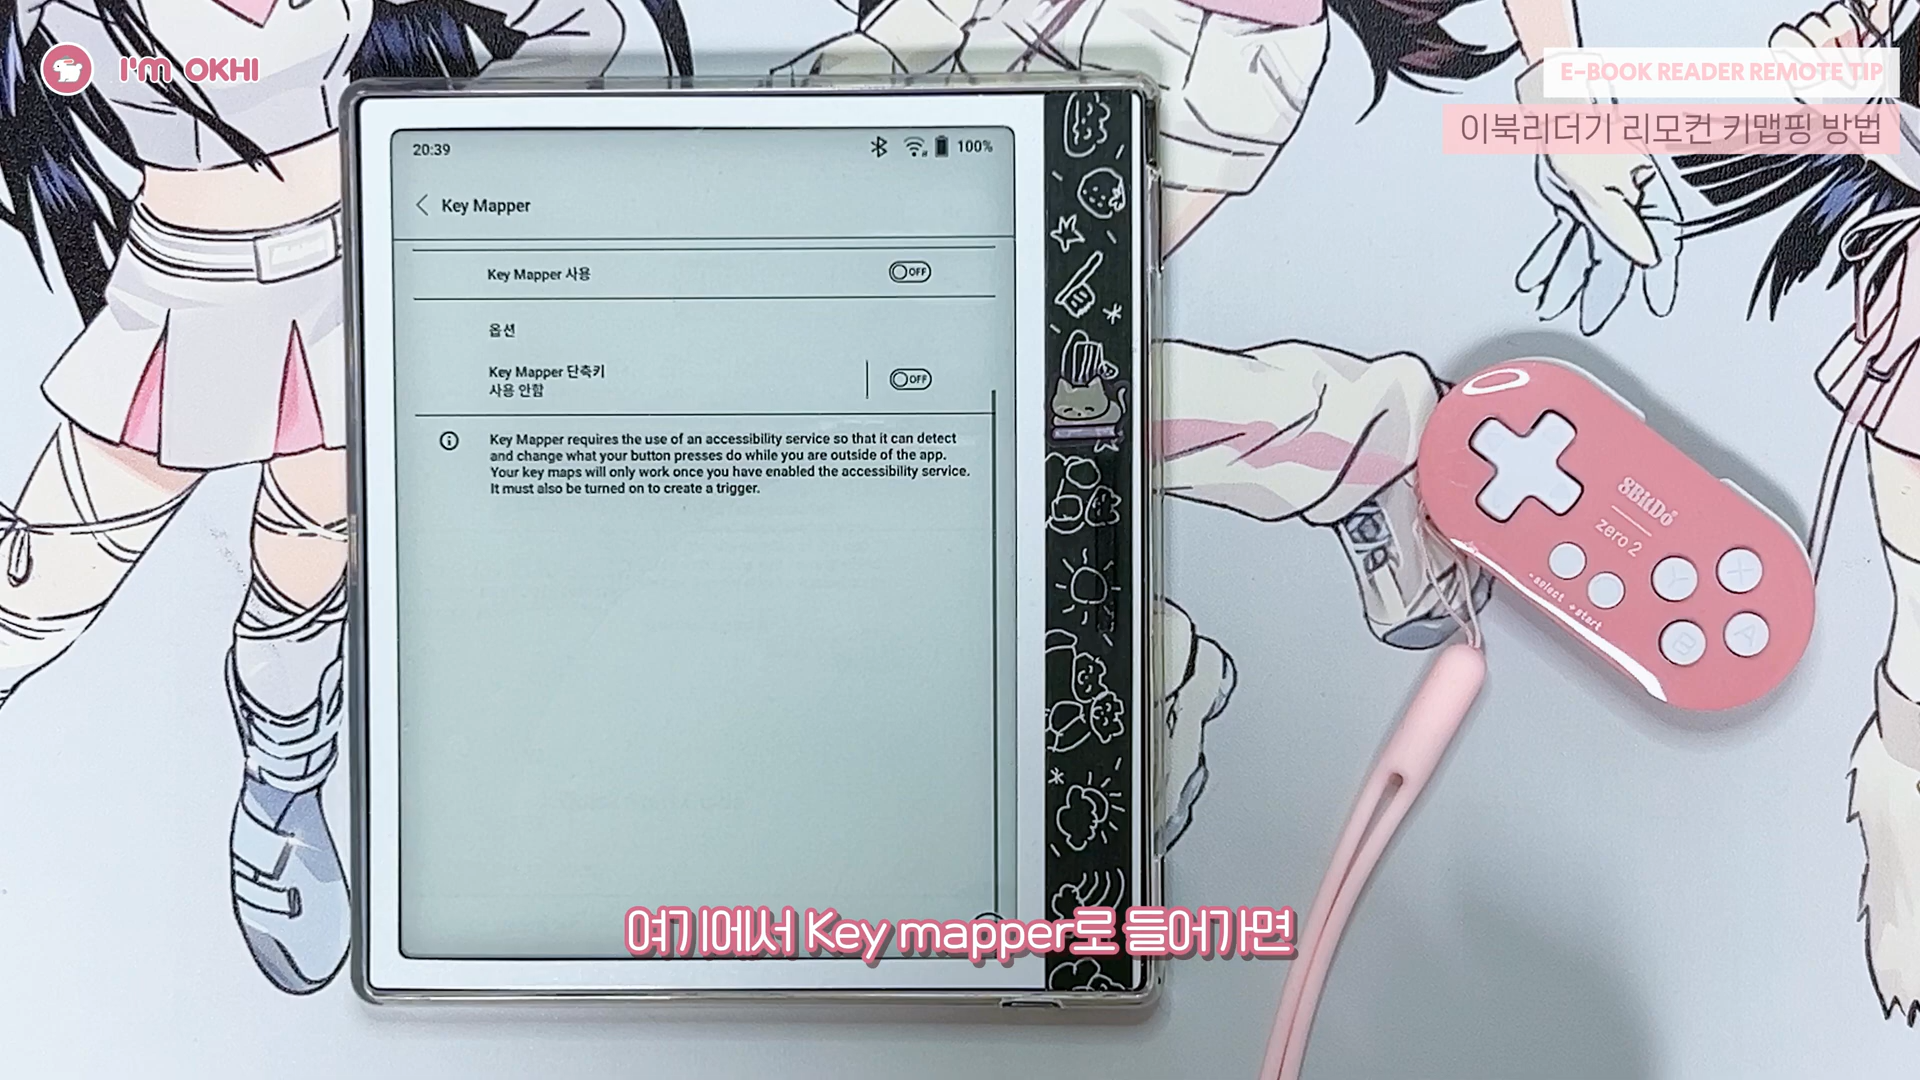 I'M OKHI
E-BOOK READER REMOTE TIP
이북리더기 리모컨 키맵핑 방법
20:39
100%
Key Mapper
Key Mapper 사용
OFF
옵션
Key Mapper 단축키
사용 안함
OFF
Key Mapper requires the use of an accessibility service so that it can detect
and change what your button presses do while you are outside of the app.
Your key maps will only work once you have enabled the accessibility service.
It must also be turned on to create a trigger.
8BitDo
zero 2
-select +start
Y
X
B
A
여기에서 Key mapper로 들어가면